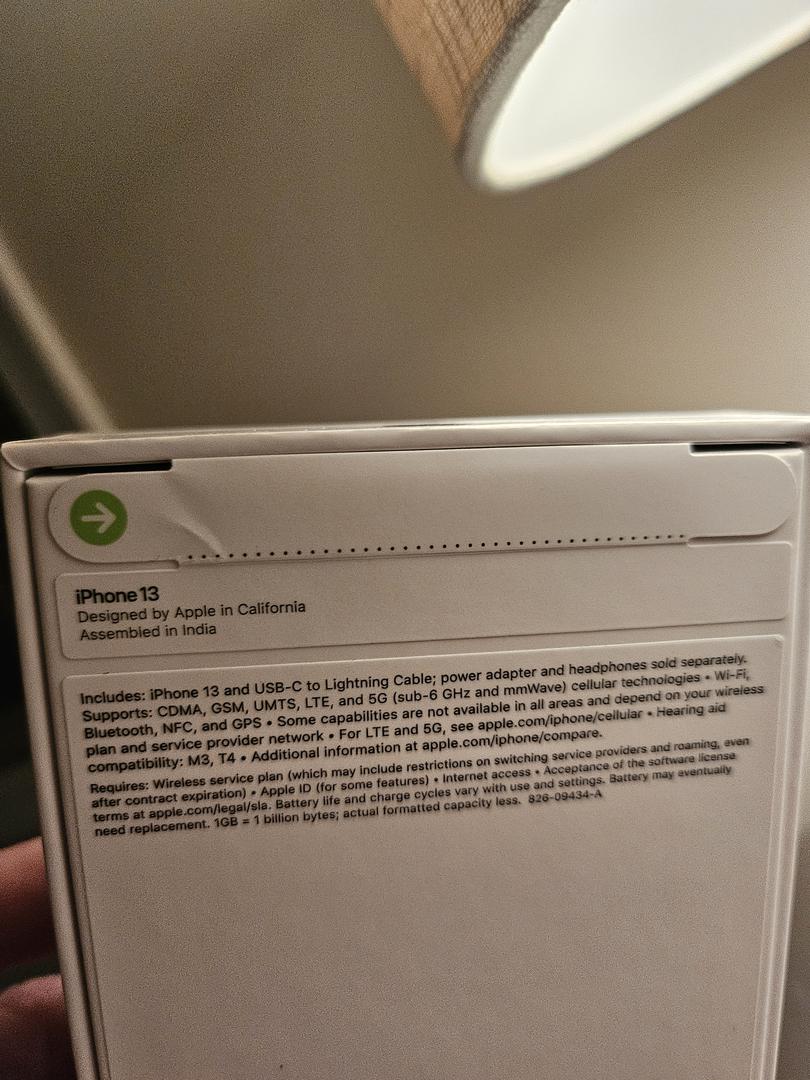 iPhone 13
Designed by Apple in California
Assembled in India
Includes: iPhone 13 and USB-C to Lightning Cable; power adapter and headphones sold separately.
Supports: CDMA, GSM, UMTS, LTE, and 5G (sub-6 GHz and mmWave) cellular technologies • Wi-Fi,
Bluetooth, NFC, and GPS • Some capabilities are not available in all areas and depend on your wireless
plan and service provider network • For LTE and 5G, see apple.com/iphone/cellular • Hearing aid
compatibility: M3, T4 • Additional information at apple.com/iphone/compare.
Requires: Wireless service plan (which may include restrictions on switching service providers and roaming, even
after contract expiration) • Apple ID (for some features) • Internet access • Acceptance of the software license
terms at apple.com/legal/sla. Battery life and charge cycles vary with use and settings. Battery may eventually
need replacement. 1GB = 1 billion bytes; actual formatted capacity less. 826-09434-A